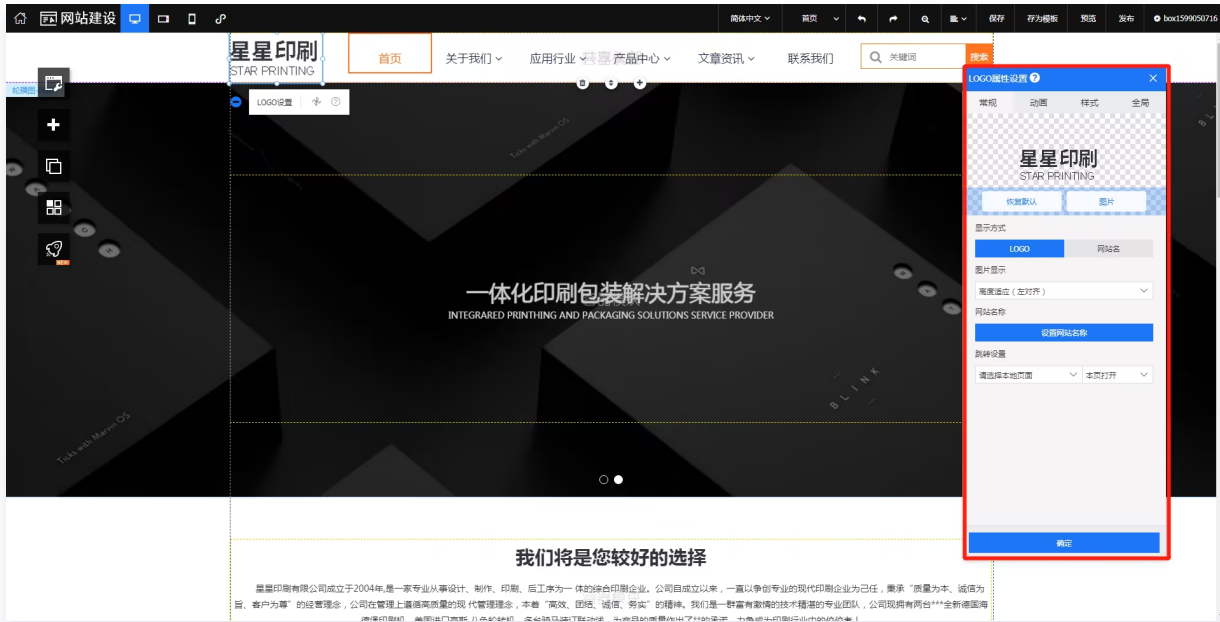 网站建设
简体中文
首页
保存
存为模板
预览
发布
box1599050716
星星印刷
STAR PRINTING
首页
关于我们
应用行业
产品中心
文章资讯
联系我们
关键词
搜索
轮播图
LOGO设置
Ticks with Marvin OS
一体化印刷包装解决方案服务
INTEGRARED PRINTHING AND PACKAGING SOLUTIONS SERVICE PROVIDER
BLINK
Ticks with Marvin OS
NEW
LOGO属性设置
常规
动画
样式
全局
星星印刷
STAR PRINTING
恢复默认
图片
显示方式
LOGO
网站名
图片显示
高度适应（左对齐）
网站名称
设置网站名称
跳转设置
请选择本地页面
本页打开
确定
我们将是您较好的选择
星星印刷有限公司成立于2004年,是一家专业从事设计、制作、印刷、后工序为一体的综合印刷企业。公司自成立以来，一直以争创专业的现代印刷企业为己任，秉承“质量为本、诚信为
旨、客户为尊”的经营理念，公司在管理上遵循高质量的现代管理理念，本着“高效、团结、诚信、务实”的精神。我们是一群富有激情的技术精湛的专业团队，公司现拥有两台***全新德国海